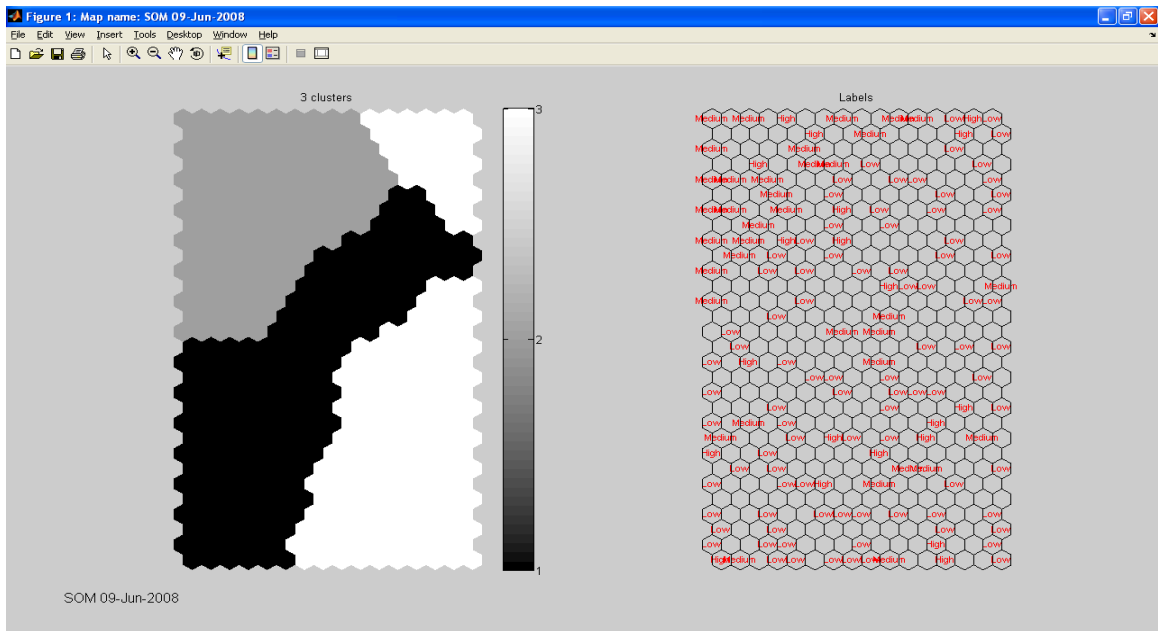 Figure 1: Map name: SOM 09-Jun-2008
File Edit View Insert Tools Desktop Window Help
3 clusters
3
2
1
SOM 09-Jun-2008
Labels
Medium Medium High Medium Medium Medium Low High Low
High Medium High Low
Medium Medium Low
High Medium Medium Low Low
Medium Medium Medium Low Low Low Low
Medium Low Low Low
Medium Medium Medium High Low Low Low
Medium Low Low
Medium Medium High Low High Low
Medium Low Low Low Low
Medium Low Low Low Low
High Low Low Medium
Medium Low Low Low
Low Medium
Low Medium Medium
Low Low Low Low
Low High Low Medium
Low Low Low
Low Low Low Low Low
Low Low High Low
Low Medium Low High
Medium Low High Low Low High Medium
High Low High
Low Low Medium Medium Low
Low Low Low High Medium Low
Low Low Low Low Low Low Low Low
Low Low Low Low
Low Low Low Low High
High Medium Low Low Low Low Low Medium High Low